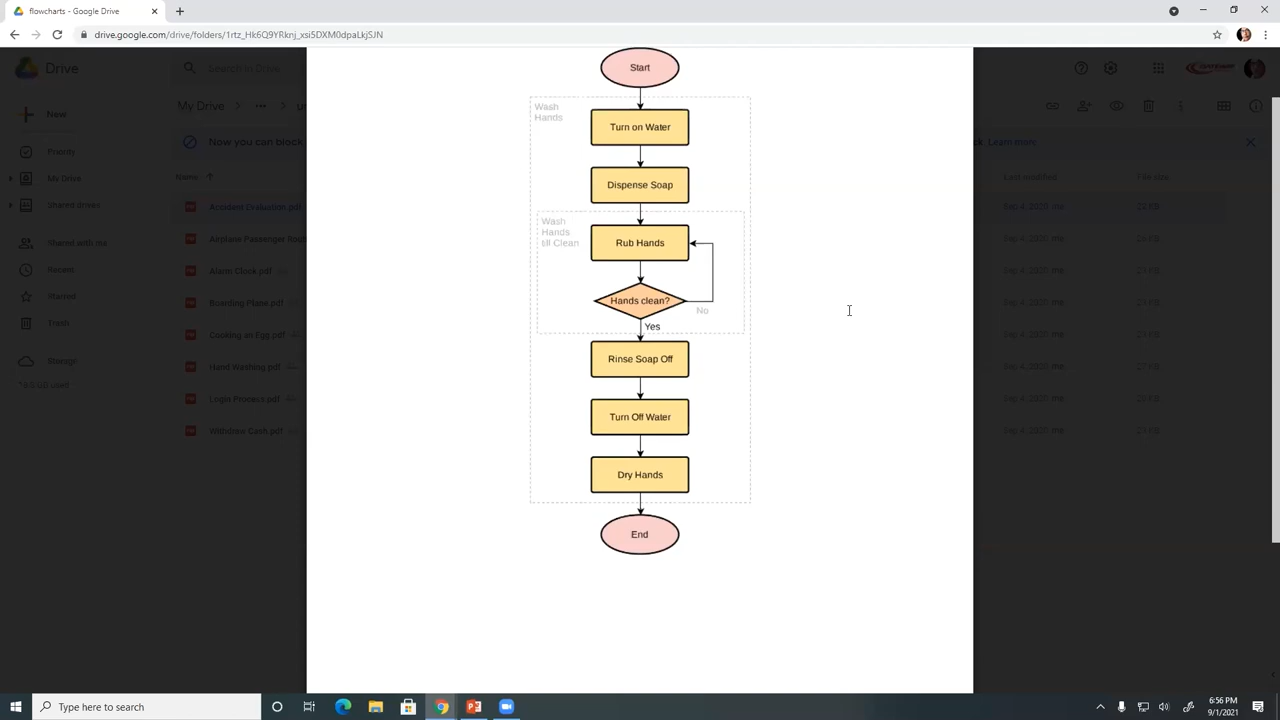 flowcharts - Google Drive
drive.google.com/drive/folders/1rtz_Hk6Q9YRknj_xsi5DXM0dpaLkjSJN
Drive
Search in Drive
My Drive
New
Now you can block
Learn more
Priority
My Drive
Shared drives
Shared with me
Recent
Starred
Trash
Storage
Name
Last modified
File size
Accident Evaluation.pdf
Airplane Passenger
Alarm Clock.pdf
Boarding Plane.pdf
Cooking an Egg.pdf
Hand Washing.pdf
Login Process.pdf
Withdrew Cash.pdf
Start
Wash
Hands
Turn on Water
Dispense Soap
Wash
Hands
till Clean
Rub Hands
Hands clean?
No
Yes
Rinse Soap Off
Turn Off Water
Dry Hands
End
Type here to search
6:56 PM
9/1/2021